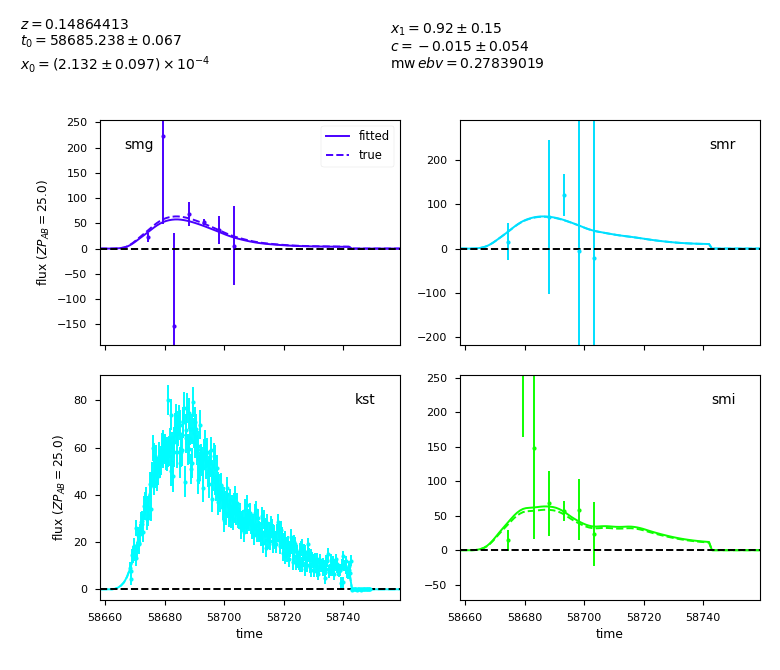 z = 0.14864413
t0 = 58685.238 ± 0.067
x0 = (2.132 ± 0.097) × 10^−4
x1 = 0.92 ± 0.15
c = −0.015 ± 0.054
mw ebv = 0.27839019
250
200
150
100
50
0
−50
−100
−150
flux (ZP_AB = 25.0)
smg
fitted
true
200
100
0
−100
−200
smr
80
60
40
20
0
flux (ZP_AB = 25.0)
kst
58660 58680 58700 58720 58740
time
250
200
150
100
50
0
−50
smi
58660 58680 58700 58720 58740
time